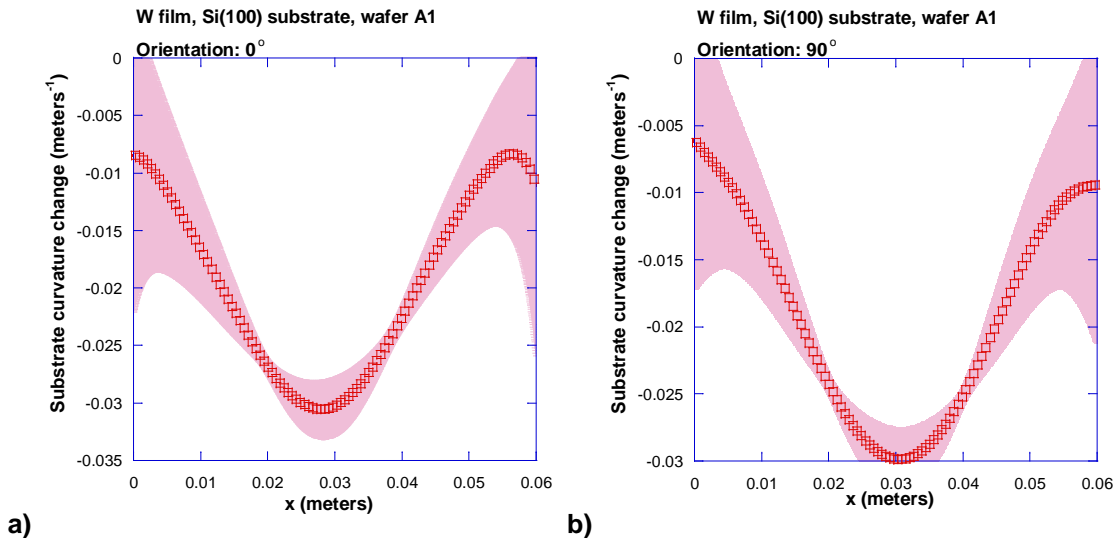 W film, Si(100) substrate, wafer A1
Orientation: 0°
0
-0.005
-0.01
-0.015
-0.02
-0.025
-0.03
-0.035
Substrate curvature change (meters⁻¹)
0 0.01 0.02 0.03 0.04 0.05 0.06
x (meters)
a)
W film, Si(100) substrate, wafer A1
Orientation: 90°
0
-0.005
-0.01
-0.015
-0.02
-0.025
-0.03
Substrate curvature change (meters⁻¹)
0 0.01 0.02 0.03 0.04 0.05 0.06
x (meters)
b)